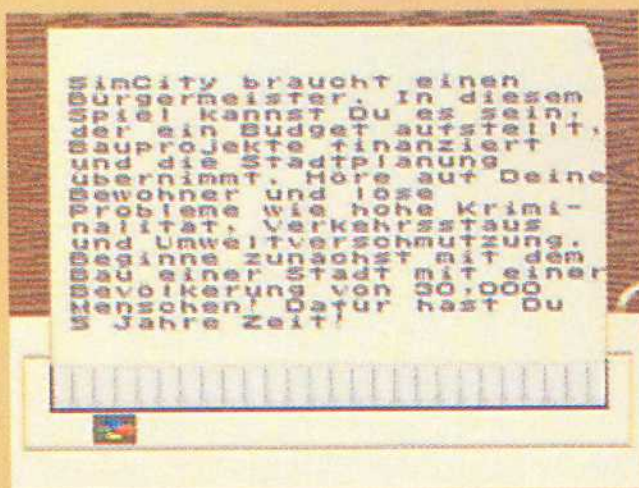 SimCity braucht einen
Bürgermeister. In diesem
Spiel kannst Du es sein,
der ein Budget aufstellt,
Bauprojekte finanziert
und die Stadtplanung
übernimmt. Höre auf Deine
Bewohner und löse
Probleme wie hohe Krimi-
nalität, Verkehrsstaus
und Umweltverschmutzung.
Beginne zunächst mit dem
Bau einer Stadt mit einer
Bevölkerung von 30.000
Menschen! Dafür hast Du
5 Jahre Zeit!